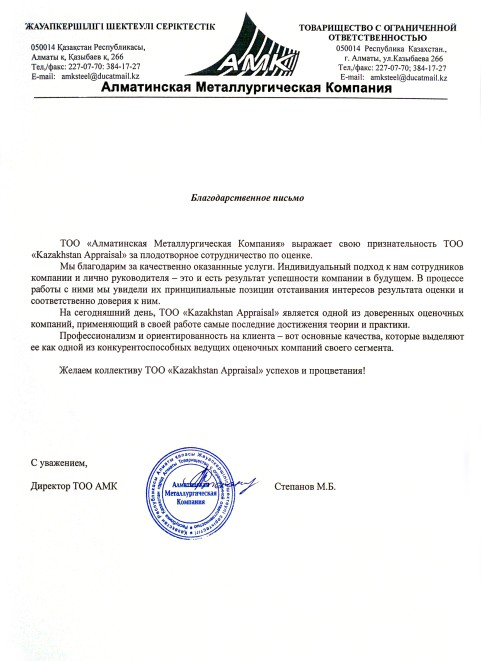 ЖАУАПКЕРШІЛІГІ ШЕКТЕУЛІ СЕРІКТЕСТІК
050014 Қазақстан Республикасы,
Алматы қ, Қазыбаев к, 266
Тел,/факс: 227-07-70: 384-17-27
E-mail: amksteel@ducatmail.kz
АМК
ТОВАРИЩЕСТВО С ОГРАНИЧЕННОЙ
ОТВЕТСТВЕННОСТЬЮ
050014 Республика Казахстан.,
г. Алматы, ул.Казыбаева 266
Тел,/факс: 227-07-70; 384-17-27
E-mail: amksteel@ducatmail.kz
Алматинская Металлургическая Компания
Благодарственное письмо
ТОО «Алматинская Металлургическая Компания» выражает свою признательность ТОО
«Kazakhstan Appraisal» за плодотворное сотрудничество по оценке.
Мы благодарим за качественно оказанные услуги. Индивидуальный подход к нам сотрудников
компании и лично руководителя – это и есть результат успешности компании в будущем. В процессе
работы с ними мы увидели их принципиальные позиции отстаивания интересов результата оценки и
соответственно доверия к ним.
На сегодняшний день, ТОО «Kazakhstan Appraisal» является одной из доверенных оценочных
компаний, применяющий в своей работе самые последние достижения теории и практики.
Профессионализм и ориентированность на клиента – вот основные качества, которые выделяют
ее как одной из конкурентоспособных ведущих оценочных компаний своего сегмента.
Желаем коллективу ТОО «Kazakhstan Appraisal» успехов и процветания!
С уважением,
Директор ТОО АМК
Алматинская
Металлургическая
Компания
Степанов М.Б.